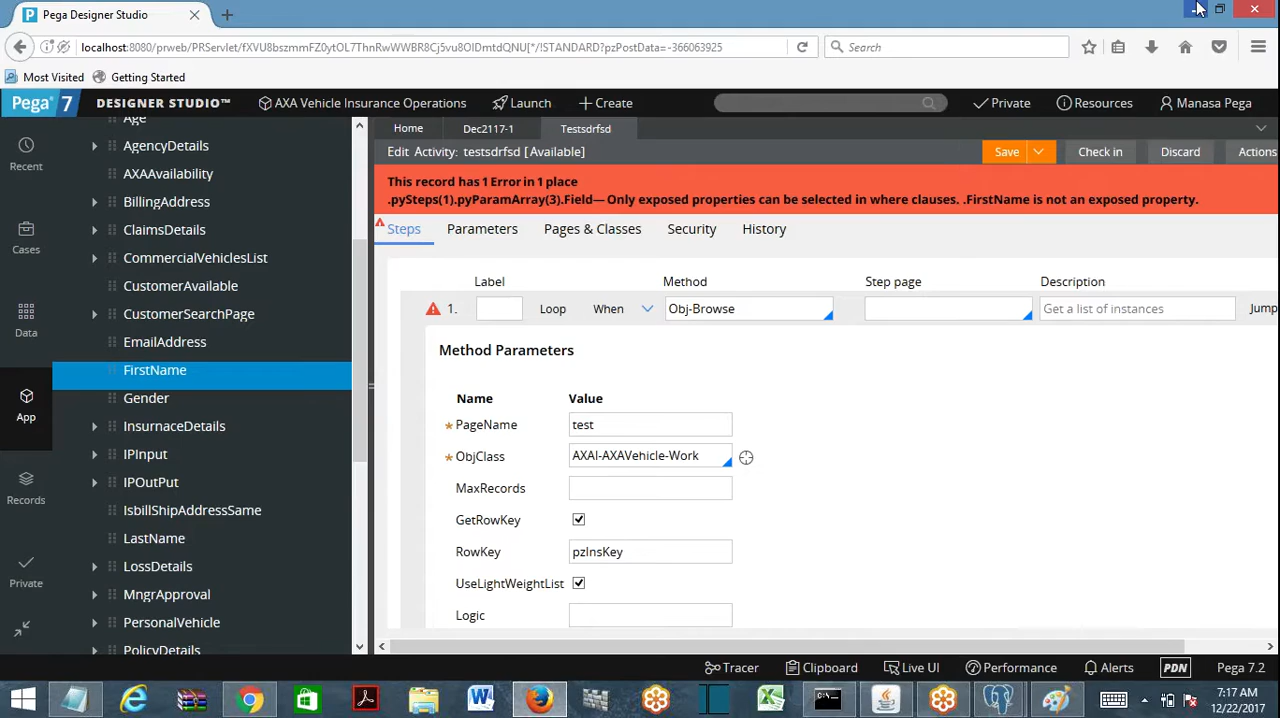 Pega Designer Studio
localhost:8080/prweb/PRServlet/fXVU8bszmmFZ0ytOL7ThnRwWWBR8Cj5vu8OlDmtdQNU[*/!STANDARD?pzPostData=-366063925
Search
Most Visited
Getting Started
Pega 7
DESIGNER STUDIO™
AXA Vehicle Insurance Operations
Launch
Create
Private
Resources
Manasa Pega
Recent
Cases
Data
App
Records
Private
Age
AgencyDetails
AXAAvailability
BillingAddress
ClaimsDetails
CommercialVehiclesList
CustomerAvailable
CustomerSearchPage
EmailAddress
FirstName
Gender
InsurnaceDetails
IPInput
IPOutPut
IsbillShipAddressSame
LastName
LossDetails
MngrApproval
PersonalVehicle
PolicyDetails
Home
Dec2117-1
Testsdrfsd
Edit Activity: testsdrfsd [Available]
Save
Check in
Discard
Actions
This record has 1 Error in 1 place
.pySteps(1).pyParamArray(3).Field— Only exposed properties can be selected in where clauses. .FirstName is not an exposed property.
Steps
Parameters
Pages & Classes
Security
History
Label
Method
Step page
Description
1.
Loop
When
Obj-Browse
Get a list of instances
Jump
Method Parameters
Name
Value
* PageName
test
* ObjClass
AXAI-AXAVehicle-Work
MaxRecords
GetRowKey
RowKey
pzInsKey
UseLightWeightList
Logic
Tracer
Clipboard
Live UI
Performance
Alerts
PDN
Pega 7.2
7:17 AM
12/22/2017